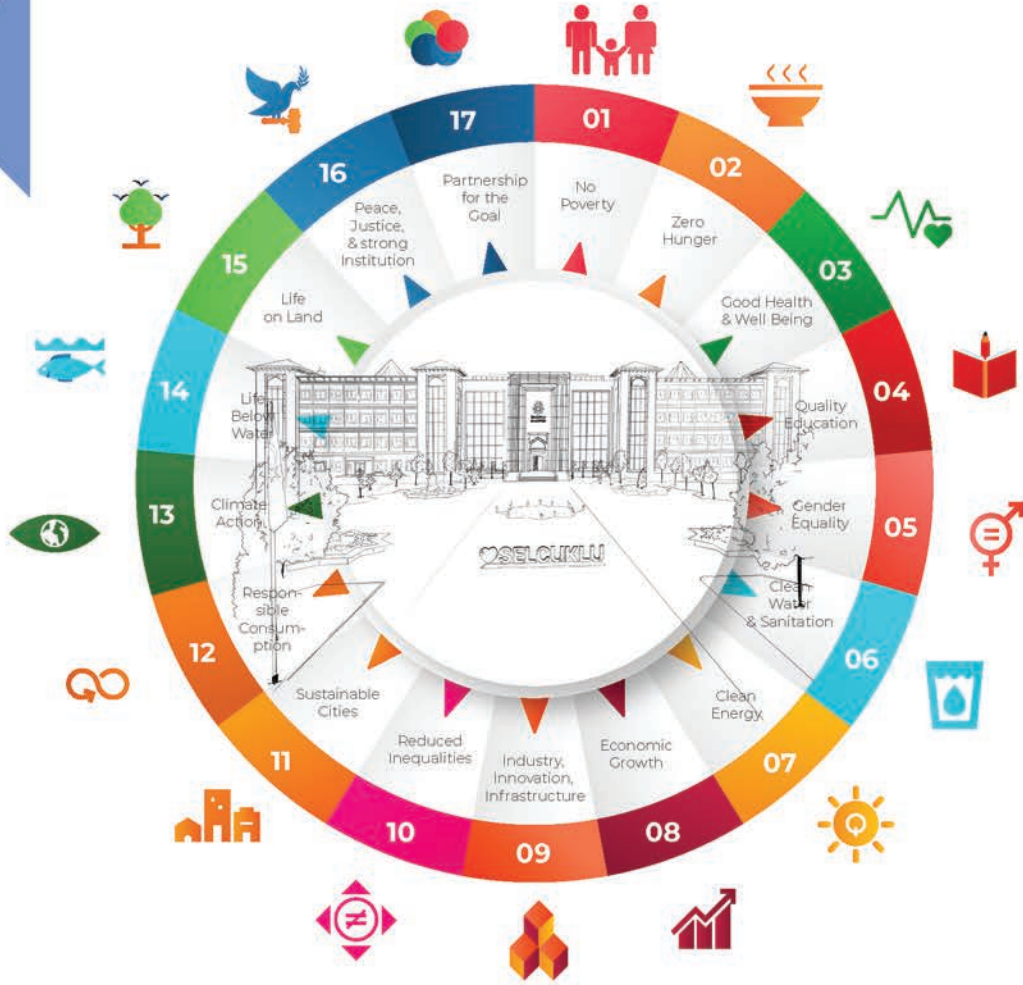 01
No
Poverty
02
Zero
Hunger
03
Good Health
& Well Being
04
Quality
Education
05
Gender
Equality
06
Clean
Water
& Sanitation
07
Clean
Energy
08
Economic
Growth
09
Industry,
Innovation,
Infrastructure
10
Reduced
Inequalities
11
Sustainable
Cities
12
Respon-
sible
Consum-
ption
13
Climate
Action
14
Life
Below
Water
15
Life
on Land
16
Peace,
Justice,
& strong
Institution
17
Partnership
for the
Goal
SELÇUKLU